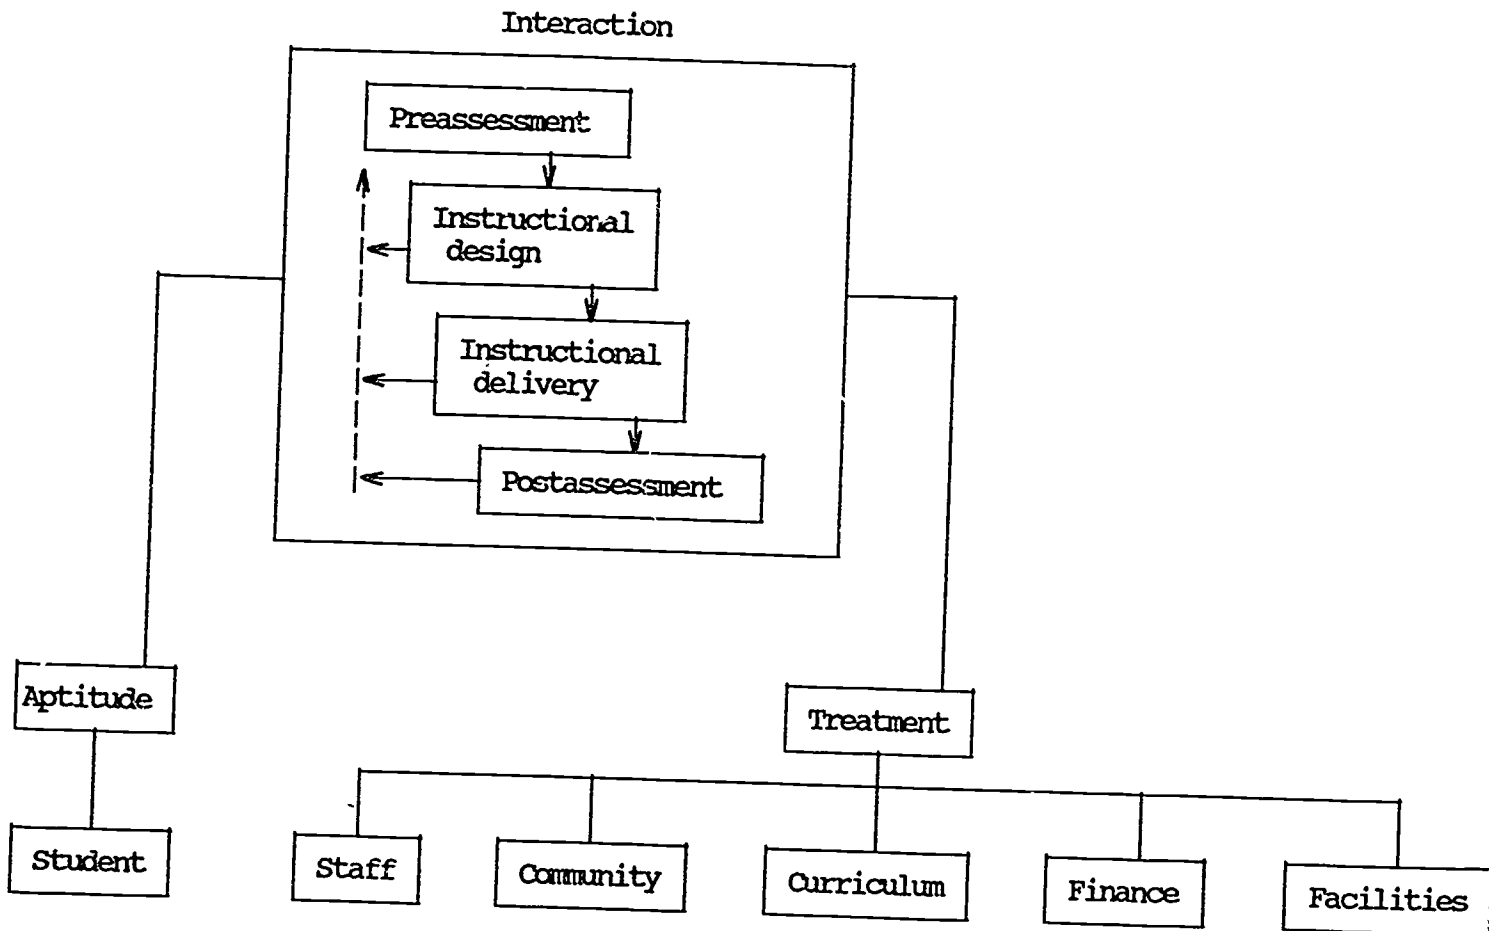 Interaction
Preassessment
Instructional
design
Instructional
delivery
Postassessment
Aptitude
Treatment
Student
Staff
Community
Curriculum
Finance
Facilities